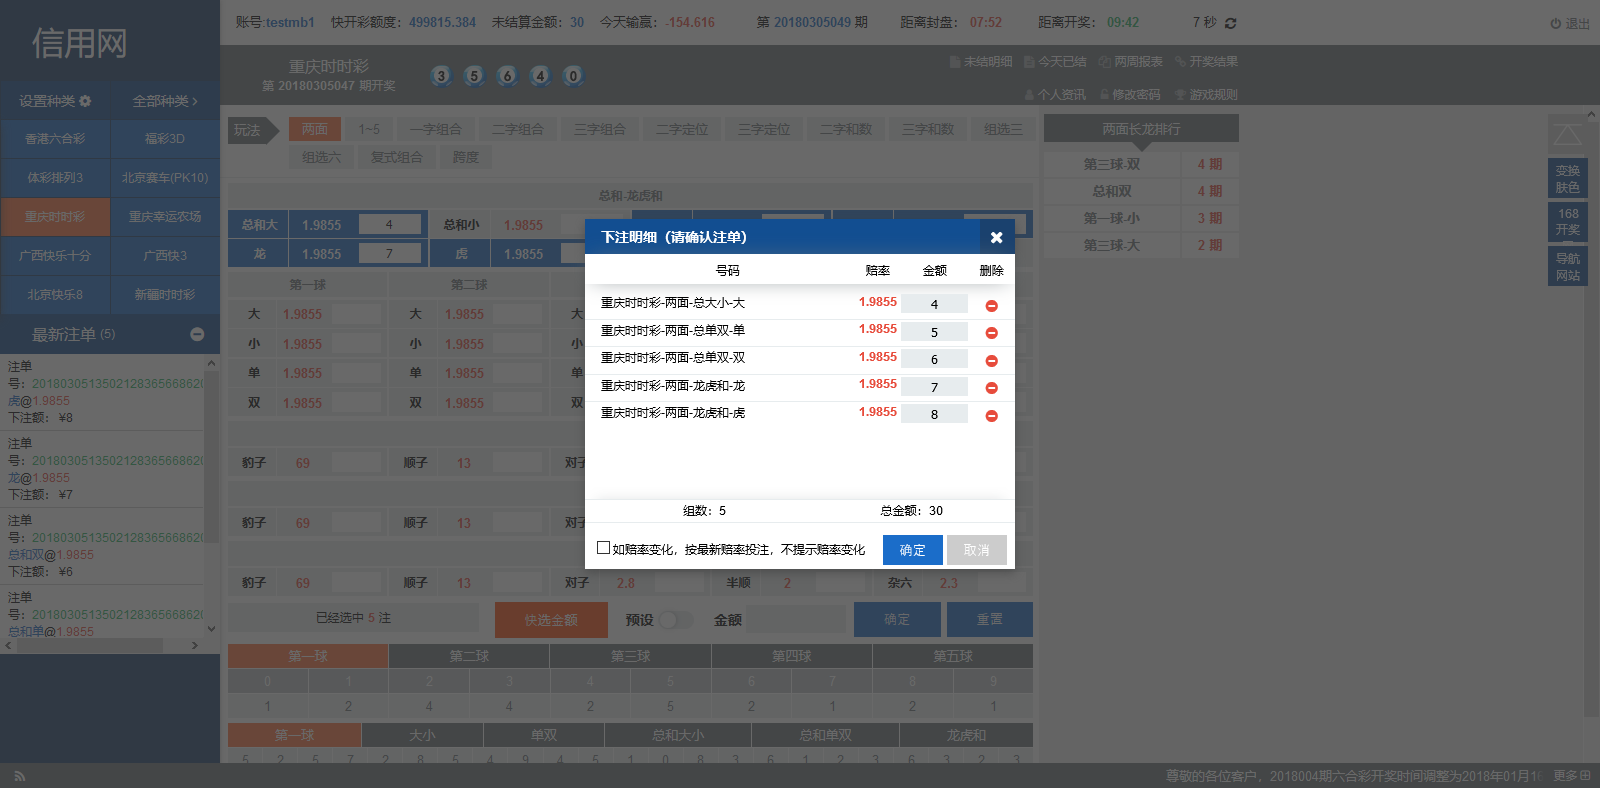 账号:testmb1 快开彩额度：499815.384 未结算金额：30 今天输赢：-154.616 第 20180305049 期 距离封盘：07:52 距离开奖：09:42 7 秒 退出
信用网
重庆时时彩
第 20180305047 期开奖
3 5 6 4 0
未结明细 今天已结 两周报表 开奖结果
个人资讯 修改密码 游戏规则
设置种类 全部种类
香港六合彩 福彩3D
体彩排列3 北京赛车(PK10)
重庆时时彩 重庆幸运农场
广西快乐十分 广西快3
北京快乐8 新疆时时彩
最新注单 (5)
注单
号：2018030513502128365668620
虎@1.9855
下注额： ¥8
注单
号：2018030513502128365668620
龙@1.9855
下注额： ¥7
注单
号：2018030513502128365668620
总和双@1.9855
下注额： ¥6
注单
号：2018030513502128365668620
总和单@1.9855
玩法 两面 1~5 一字组合 二字组合 三字组合 二字定位 三字定位 二字和数 三字和数 组选三
组选六 复式组合 跨度
总和-龙虎和
总和大 1.9855 4 总和小 1.9855
龙 1.9855 7 虎 1.9855
第一球 第二球
大 1.9855 大 1.9855 大
小 1.9855 小 1.9855 小
单 1.9855 单 1.9855 单
双 1.9855 双 1.9855 双
豹子 69 顺子 13 对子
豹子 69 顺子 13 对子
豹子 69 顺子 13 对子 2.8 半顺 2 杂六 2.3
下注明细（请确认注单）
号码 赔率 金额 删除
重庆时时彩-两面-总大小-大 1.9855 4
重庆时时彩-两面-总单双-单 1.9855 5
重庆时时彩-两面-总单双-双 1.9855 6
重庆时时彩-两面-龙虎和-龙 1.9855 7
重庆时时彩-两面-龙虎和-虎 1.9855 8
组数：5 总金额：30
如赔率变化，按最新赔率投注，不提示赔率变化 确定 取消
已经选中 5 注 快选金额 预设 金额 确定 重置
第一球 第二球 第三球 第四球 第五球
0 1 2 3 4 5 6 7 8 9
1 2 4 4 2 5 2 1 2 1
第一球 大小 单双 总和大小 总和单双 龙虎和
5 2 5 7 2 8 5 4 9 4 5 1 0 8 3 6 1 2 3 6 2 3 2 3
两面长龙排行
第三球-双 4 期
总和双 4 期
第一球-小 3 期
第三球-大 2 期
变换
肤色
168
开奖
导航
网站
尊敬的各位客户，2018004期六合彩开奖时间调整为2018年01月1 更多